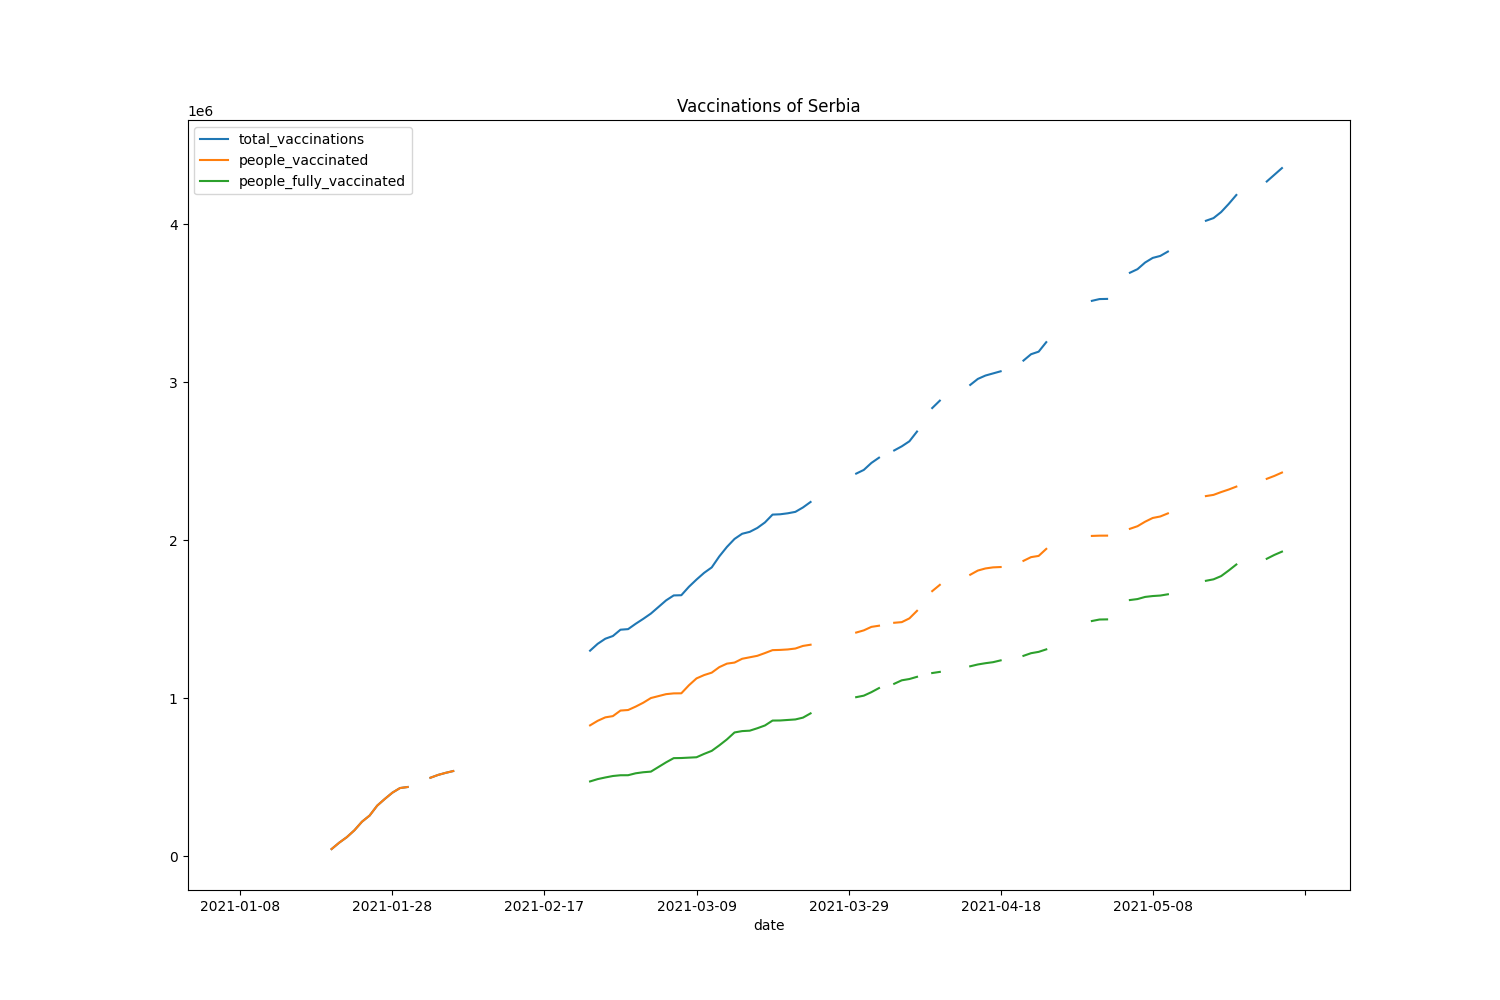 Vaccinations of Serbia
1e6
total_vaccinations
people_vaccinated
people_fully_vaccinated
4
3
2
1
0
2021-01-08 2021-01-28 2021-02-17 2021-03-09 2021-03-29 2021-04-18 2021-05-08
date